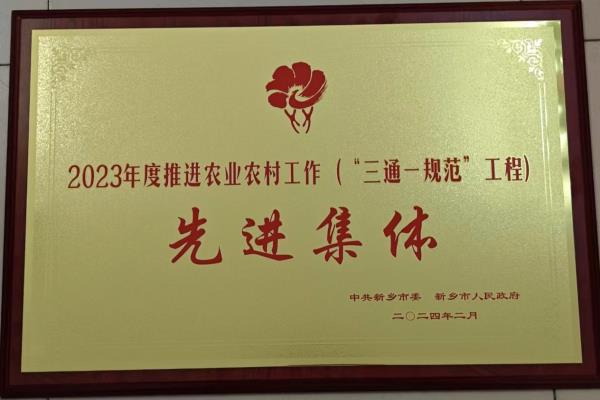 2023年度推进农业农村工作（“三通一规范”工程)
先进集体
中共新乡市委 新乡市人民政府
二〇二四年二月